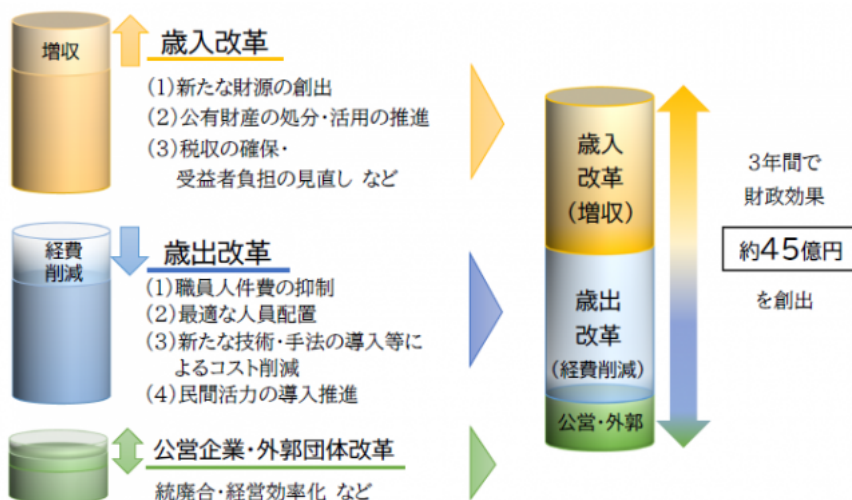 増収
歳入改革
(1)新たな財源の創出
(2)公有財産の処分・活用の推進
(3)税収の確保・
受益者負担の見直し など
経費
削減
歳出改革
(1)職員人件費の抑制
(2)最適な人員配置
(3)新たな技術・手法の導入等に
よるコスト削減
(4)民間活力の導入推進
公営企業・外郭団体改革
統廃合・経営効率化 など
歳入
改革
(増収)
歳出
改革
(経費削減)
公営・外郭
3年間で
財政効果
約45億円
を創出